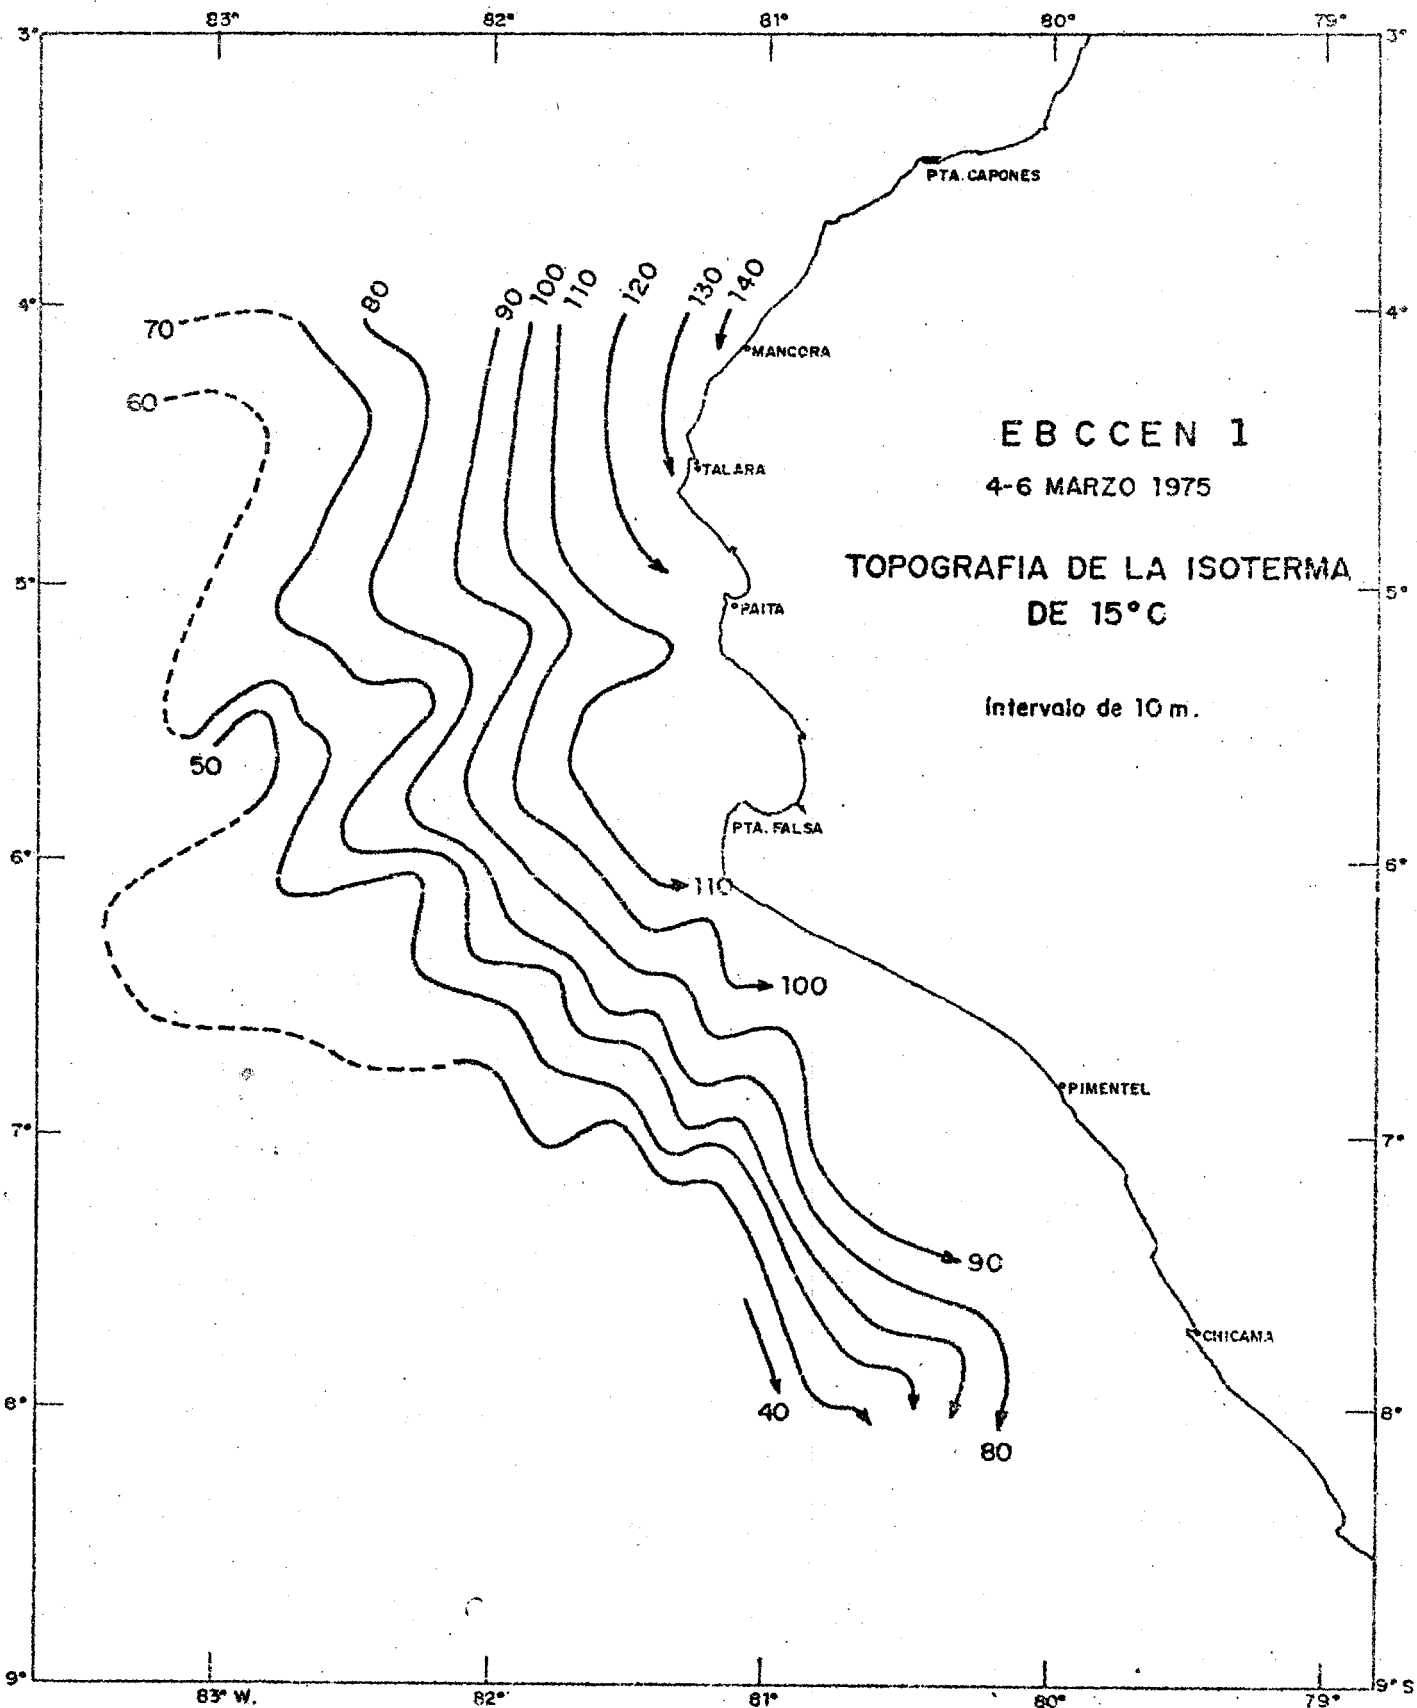 83° 82° 81° 80° 79°
3° 3°
PTA. CAPONES
80 90 100 110 120 130 140
4° 4°
70
MANCORA
60
EBCCEN 1
TALARA
4-6 MARZO 1975
TOPOGRAFIA DE LA ISOTERMA
DE 15°C
5° 5°
PAITA
Intervalo de 10 m.
50
PTA. FALSA
6° 6°
110
100
PIMENTEL
7° 7°
90
CHICAMA
8° 8°
40
80
9° 9° S
83° W. 82° 81° 80° 79°